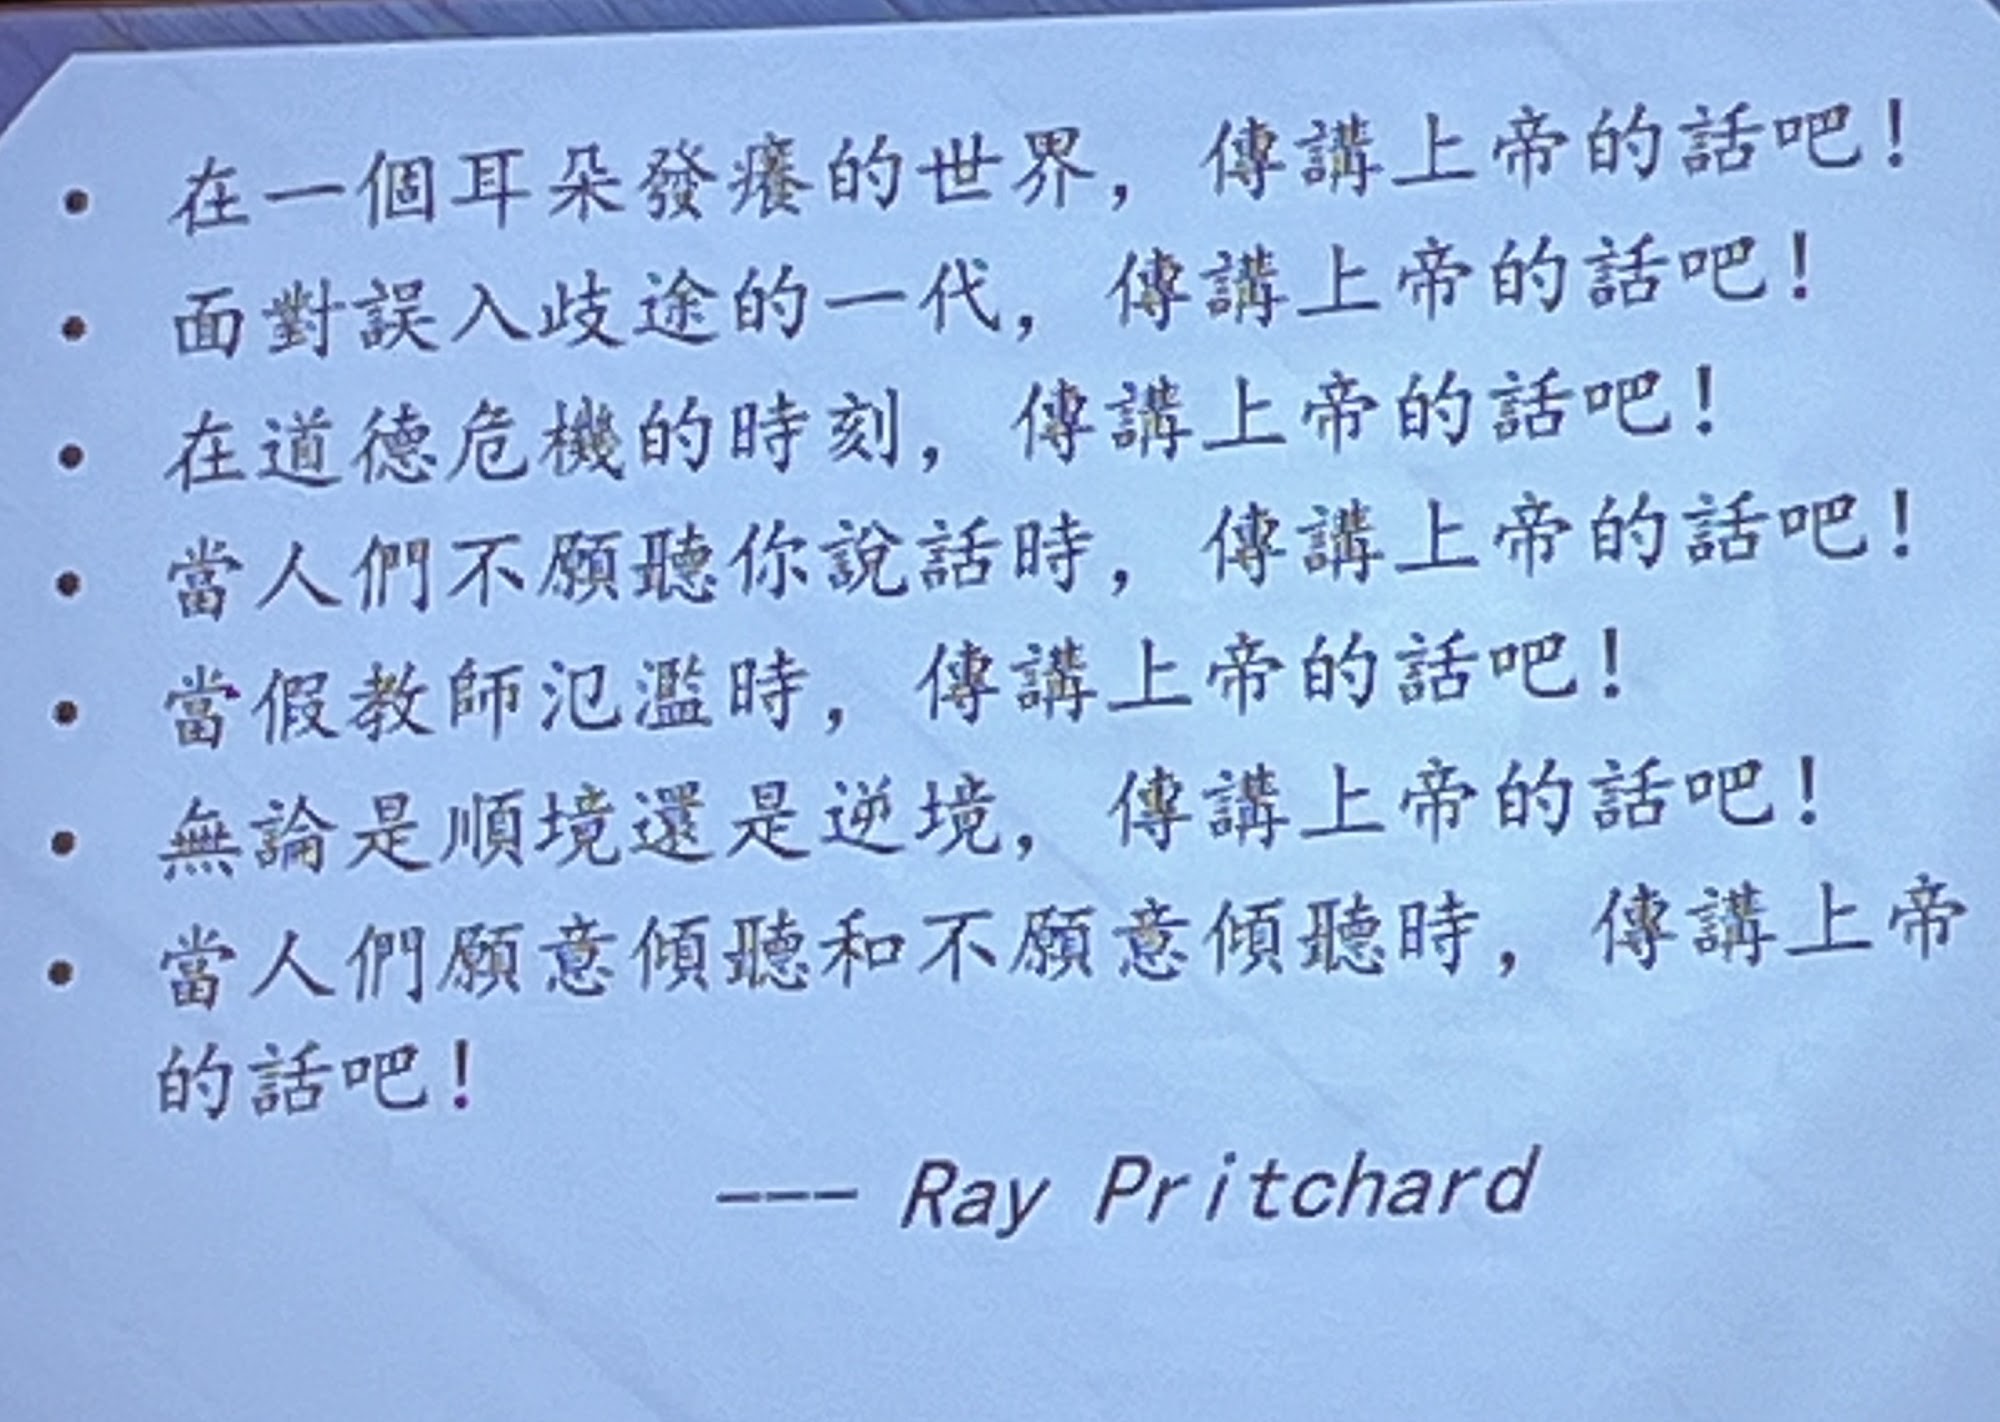 • 在一個耳朵發癢的世界，傳講上帝的話吧！
• 面對誤入歧途的一代，傳講上帝的話吧！
• 在道德危機的時刻，傳講上帝的話吧！
• 當人們不願聽你說話時，傳講上帝的話吧！
• 當假教師氾濫時，傳講上帝的話吧！
• 無論是順境還是逆境，傳講上帝的話吧！
• 當人們願意傾聽和不願意傾聽時，傳講上帝
的話吧！
--- Ray Pritchard